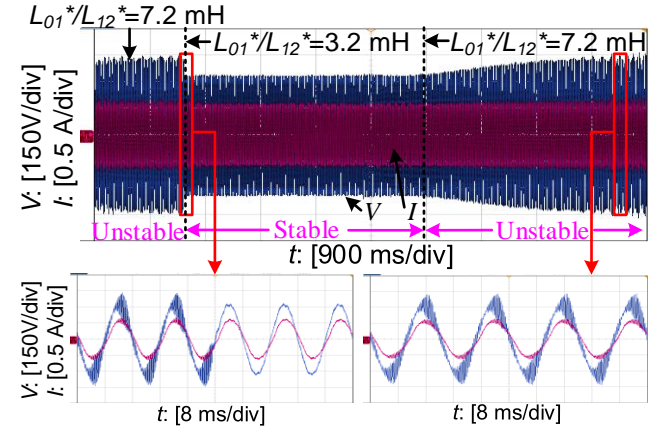 L01*/L12*=7.2 mH
L01*/L12*=3.2 mH
L01*/L12*=7.2 mH
V: [150V/div]
I: [0.5 A/div]
V
I
Unstable
Stable
Unstable
t: [900 ms/div]
V: [150V/div]
I: [0.5 A/div]
t: [8 ms/div]
t: [8 ms/div]